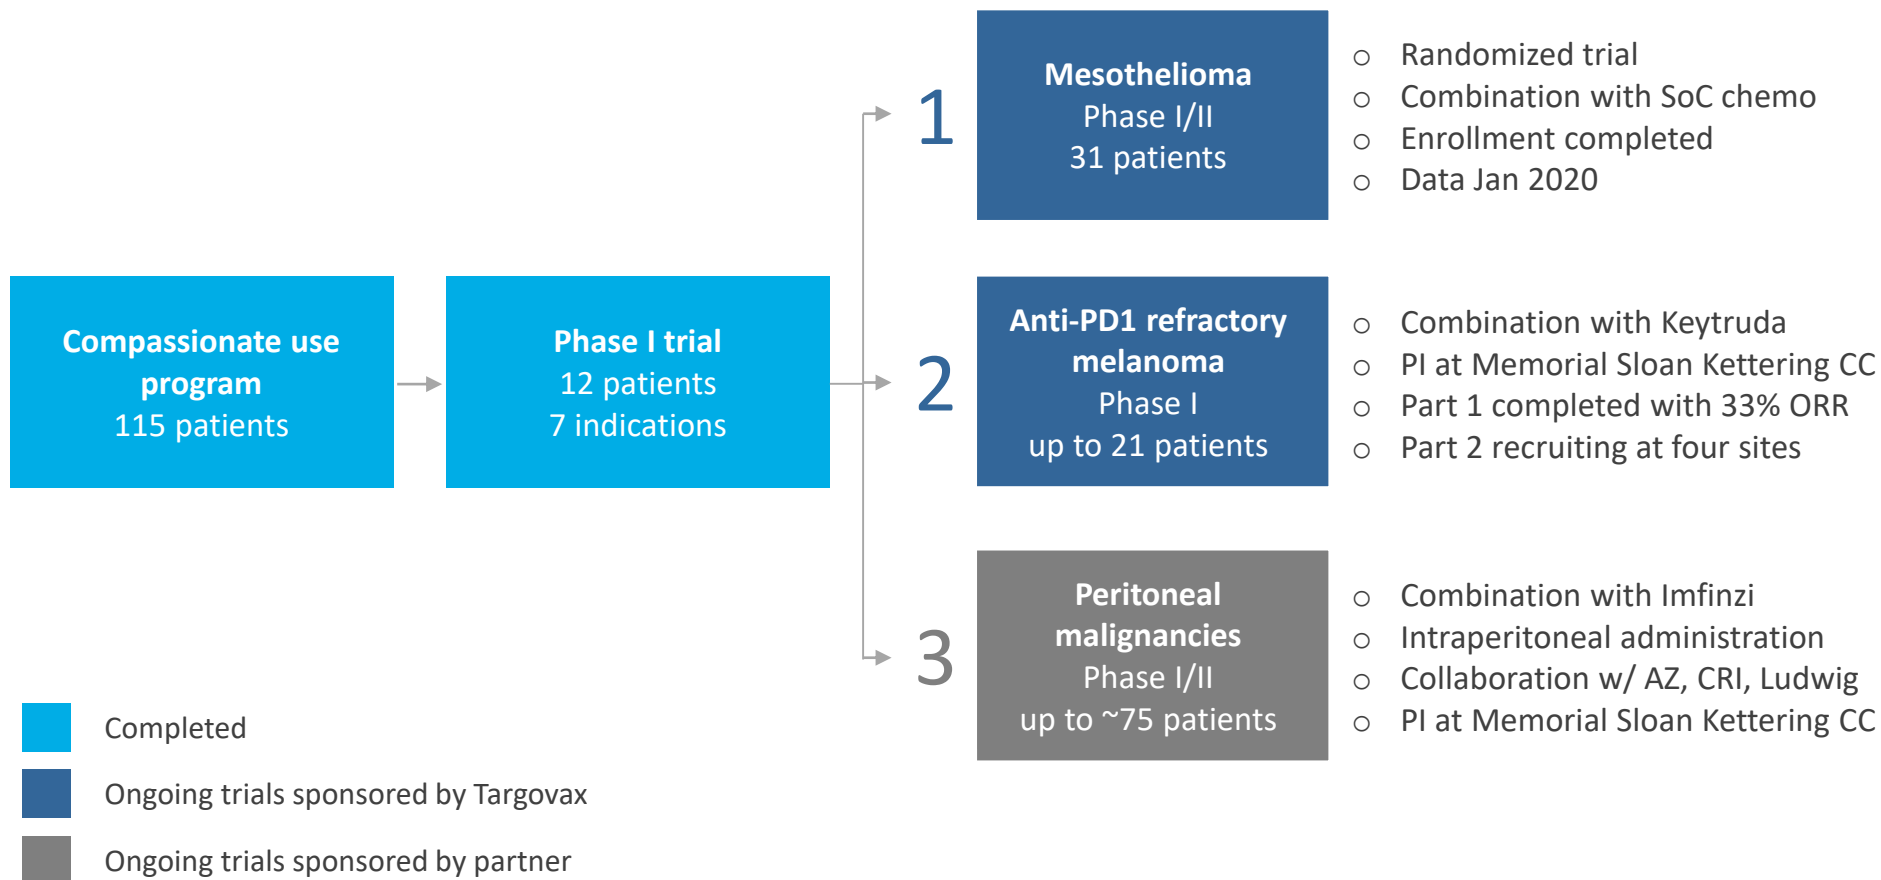 Compassionate use
program
115 patients
Phase I trial
12 patients
7 indications
1
Mesothelioma
Phase I/II
31 patients
○ Randomized trial
○ Combination with SoC chemo
○ Enrollment completed
○ Data Jan 2020
2
Anti-PD1 refractory
melanoma
Phase I
up to 21 patients
○ Combination with Keytruda
○ PI at Memorial Sloan Kettering CC
○ Part 1 completed with 33% ORR
○ Part 2 recruiting at four sites
3
Peritoneal
malignancies
Phase I/II
up to ~75 patients
○ Combination with Imfinzi
○ Intraperitoneal administration
○ Collaboration w/ AZ, CRI, Ludwig
○ PI at Memorial Sloan Kettering CC
Completed
Ongoing trials sponsored by Targovax
Ongoing trials sponsored by partner